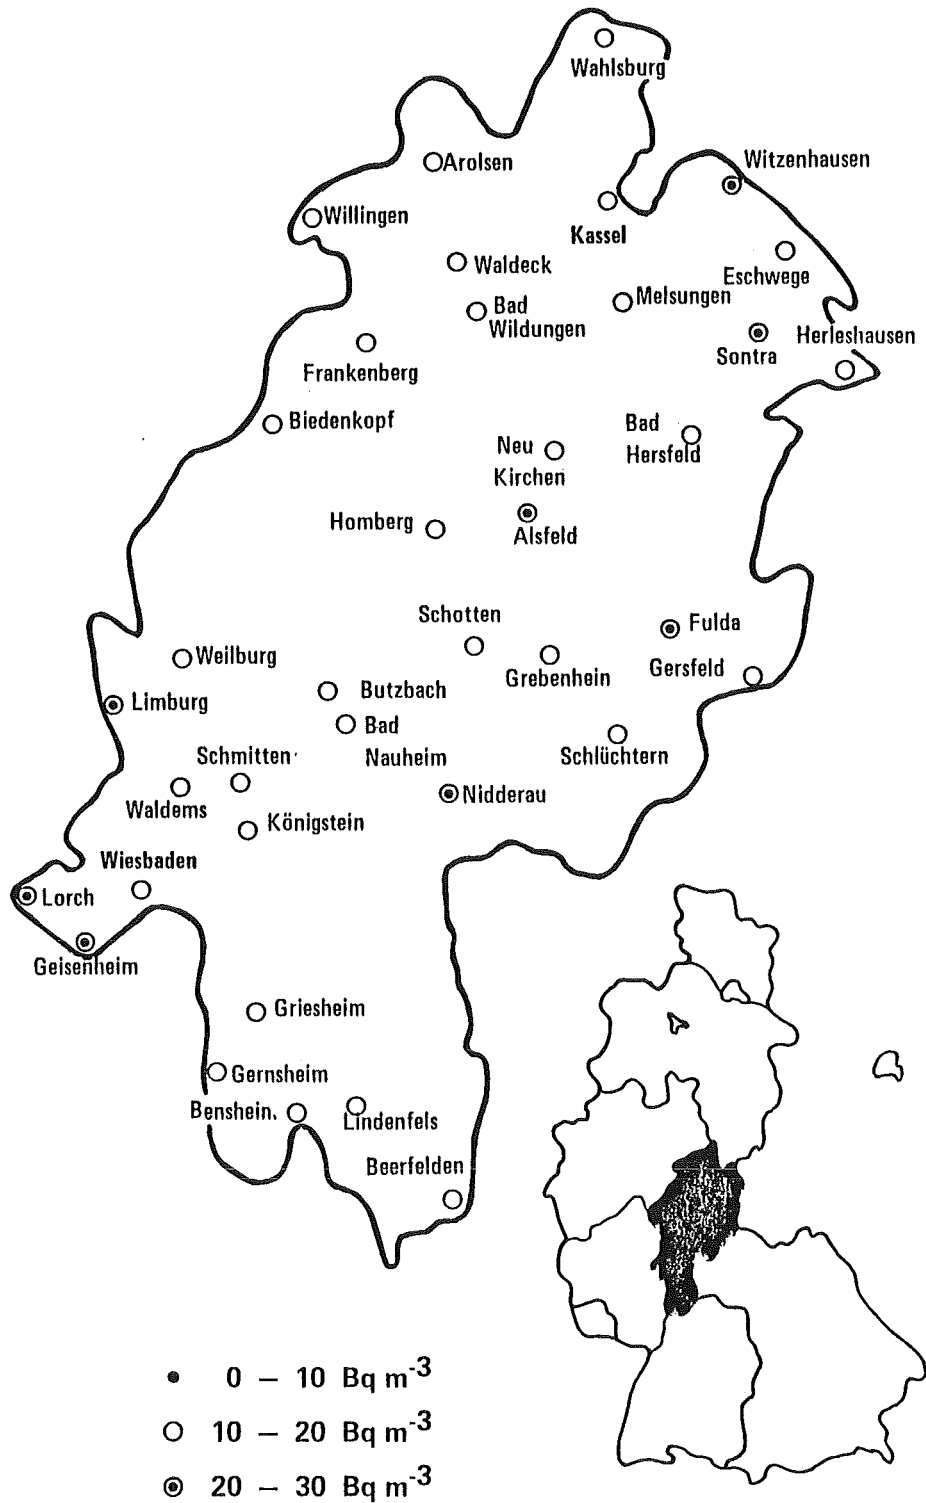 Wahlsburg
Witzenhausen
Arolsen
Willingen
Kassel
Waldeck
Eschwege
Melsungen
Bad
Wildungen
Herleshausen
Sontra
Frankenberg
Biedenkopf
Bad
Hersfeld
Neu
Kirchen
Homberg
Alsfeld
Schotten
Fulda
Weilburg
Grebenhein
Gersfeld
Butzbach
Limburg
Bad
Nauheim
Schmitten
Schlüchtern
Waldems
Nidderau
Königstein
Wiesbaden
Lorch
Geisenheim
Griesheim
Gernsheim
Benshein.
Lindenfels
Beerfelden
0 – 10 Bq m-3
10 – 20 Bq m-3
20 – 30 Bq m-3